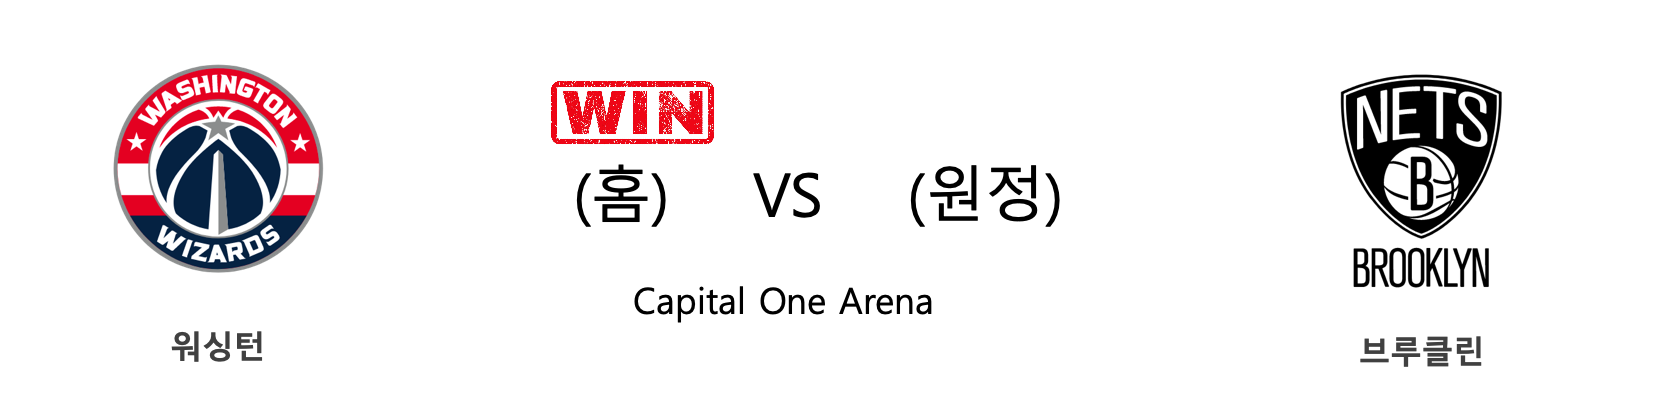 WASHINGTON
WIZARDS
워싱턴
WIN
(홈) VS (원정)
Capital One Arena
NETS
B
BROOKLYN
브루클린